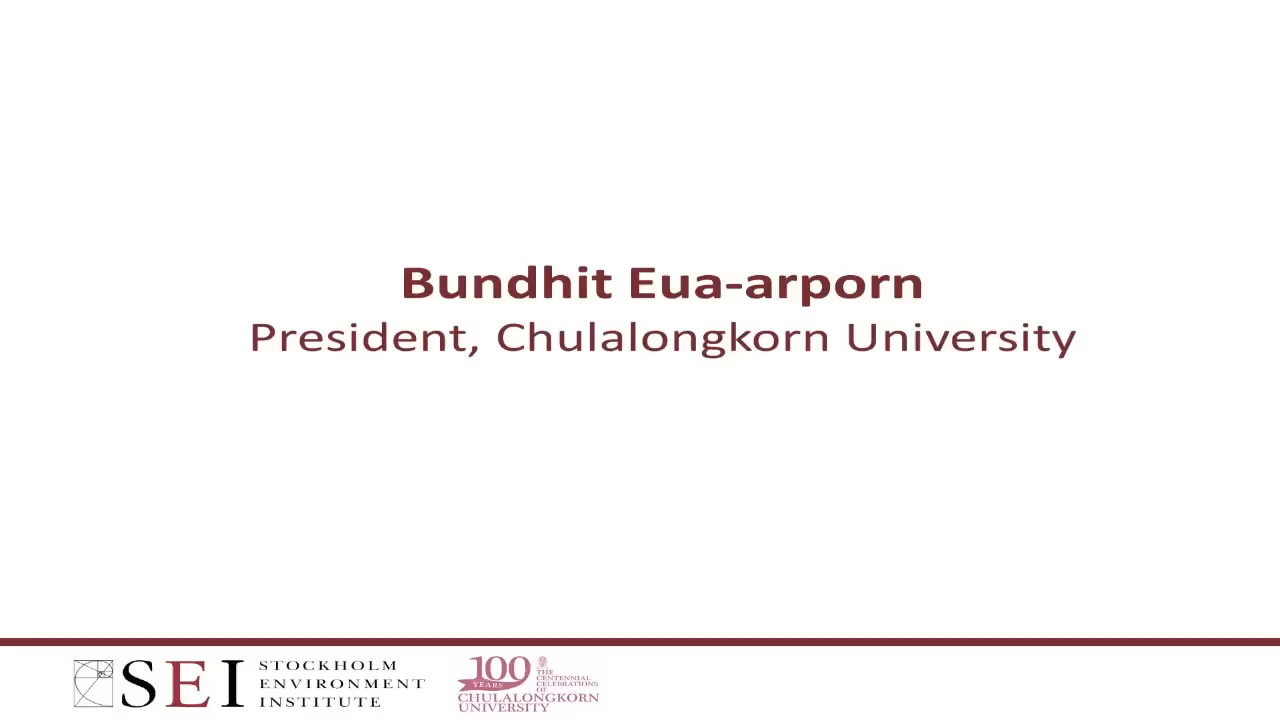 Bundhit Eua-arporn
President, Chulalongkorn University
SEI
STOCKHOLM
ENVIRONMENT
INSTITUTE
100
YEARS
THE
CENTENNIAL
CELEBRATIONS
OF
CHULALONGKORN
UNIVERSITY